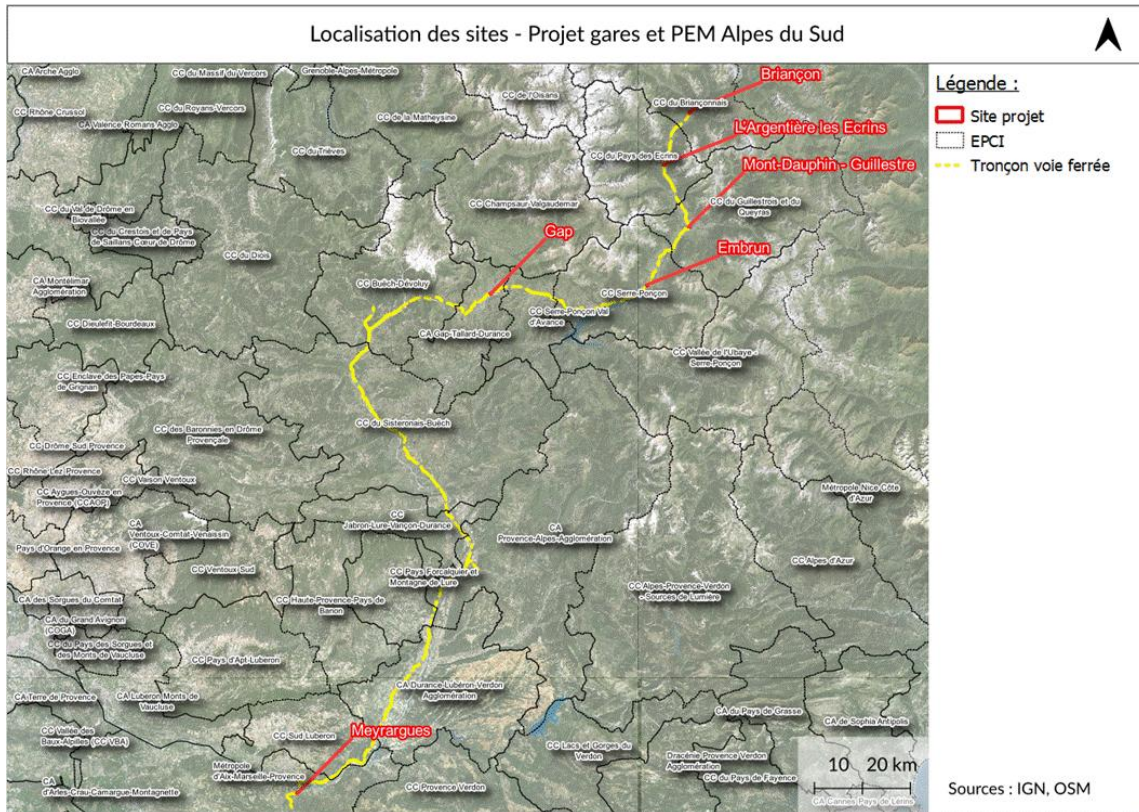 Localisation des sites - Projet gares et PEM Alpes du Sud
Légende :
Site projet
EPCI
Tronçon voie ferrée
CA Arche Agglo
CC du Massif du Vercors
Grenoble-Alpes-Métropole
CC de l'Oisans
Briançon
CC Rhône Crussol
CC du Royans-Vercors
CA Valence Romans Agglo
CC de la Matheysine
CC du Briançonnais
L'Argentière les Ecrins
CC du Trièves
CC du Pays des Ecrins
Mont-Dauphin - Guillestre
CC du Val de Drôme en
Biovallée
CC Champsaur-Valgaudemar
CC du Guillestrois et du
Queyras
CC du Crestois et de Pays
de Saillans Cœur de Drôme
Gap
Embrun
CC du Diois
CA Montélimar
Agglomération
CC Buëch-Dévoluy
CC Serre-Ponçon
CC Dieulefit-Bourdeaux
CA Gap-Tallard-Durance
CC Serre-Ponçon Val
d'Avance
CC Vallée de l'Ubaye -
Serre-Ponçon
CC Enclave des Papes-Pays
de Grignan
CC du Sisteronais-Buëch
CC des Baronnies en Drôme
Provençale
CC Drôme Sud Provence
CC Rhône Lez Provence
CC Vaison Ventoux
CC Aygues-Ouvèze en
Provence (CCAOP)
Métropole Nice Côte
d'Azur
CA
Ventoux-Comtat-Venaissin
(COVE)
CC
Jabron-Lure-Vançon-Durance
CA
Provence-Alpes-Agglomération
Pays d'Orange en Provence
CC Alpes d'Azur
CC Ventoux Sud
CC Pays Forcalquier et
Montagne de Lure
CC Alpes-Provence-Verdon
- Sources de Lumière
CA des Sorgues du Comtat
CC Haute-Provence-Pays de
Banon
CA du Grand Avignon
(COGA)
CC du Pays des Sorgues et
des Monts de Vaucluse
CC Pays d'Apt-Luberon
CA Terre de Provence
CA Luberon Monts de
Vaucluse
CA Durance-Lubéron-Verdon
Agglomération
CA du Pays de Grasse
CA de Sophia Antipolis
CC Vallée des
Baux-Alpilles (CC VBA)
Meyrargues
CC Sud Luberon
CC Lacs et Gorges du
Verdon
Dracénie Provence Verdon
Agglomération
Métropole
d'Aix-Marseille-Provence
CC du Pays de Fayence
CA
d'Arles-Crau-Camargue-Montagnette
CC Provence Verdon
10 20 km
CA Cannes Pays de Lérins
Sources : IGN, OSM